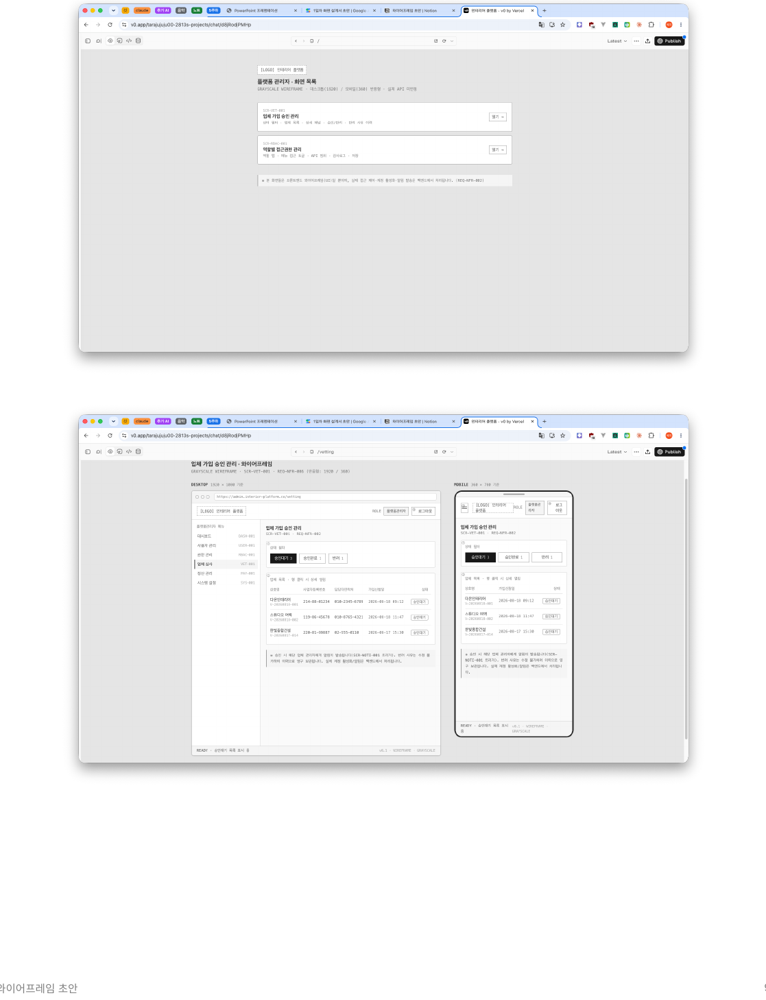 claude
추가 AI
음악
노트
5주차
PowerPoint 프레젠테이션
1일차 화면 설계서 초안 | Google
와이어프레임 초안 | Notion
인테리어 플랫폼 - v0 by Vercel
v0.app/tarajujuju00-2813s-projects/chat/d8jRodjPMHp
/
Latest
Publish
[LOGO] 인테리어 플랫폼
플랫폼 관리자 · 화면 목록
GRAYSCALE WIREFRAME · 데스크톱(1920) / 모바일(360) 반응형 · 실제 API 미연동
SCR-VET-001
업체 가입 승인 관리
상태 필터 · 업체 목록 · 상세 패널 · 승인/반려 · 반려 사유 이력
열기 →
SCR-RBAC-001
역할별 접근권한 관리
역할 탭 · 메뉴 접근 토글 · API 권한 · 감사로그 · 저장
열기 →
※ 본 화면들은 프론트엔드 와이어프레임(UI)일 뿐이며, 실제 접근 제어·계정 활성화·알림 발송은 백엔드에서 처리됩니다. (REQ-NFR-002)
claude
추가 AI
음악
노트
5주차
PowerPoint 프레젠테이션
1일차 화면 설계서 초안 | Google
와이어프레임 초안 | Notion
인테리어 플랫폼 - v0 by Vercel
v0.app/tarajujuju00-2813s-projects/chat/d8jRodjPMHp
/vetting
Latest
Publish
업체 가입 승인 관리 · 와이어프레임
GRAYSCALE WIREFRAME · SCR-VET-001 · REQ-NFR-006 (반응형: 1920 / 360)
DESKTOP 1920 × 1080 기준
https://admin.interior-platform.co/vetting
[LOGO] 인테리어 플랫폼
ROLE 플랫폼관리자 로그아웃
플랫폼관리자 메뉴
대시보드 DASH-001
사용자 관리 USER-001
권한 관리 RBAC-001
업체 심사 VET-001
정산 관리 PAY-001
시스템 설정 SYS-001
업체 가입 승인 관리
SCR-VET-001 · REQ-NFR-002
상태 필터
승인대기 3 승인완료 1 반려 1
업체 목록 · 행 클릭 시 상세 열림
상호명 사업자등록번호 담당자연락처 가입신청일 상태
다온인테리어 214-88-01234 010-2345-6789 2026-06-18 09:12 승인대기
V-20260818-001
스튜디오 여백 119-86-45678 010-8765-4321 2026-06-18 11:47 승인대기
V-20260818-002
한빛종합건설 220-81-99887 02-555-0110 2026-06-17 15:30 승인대기
V-20260817-014
※ 승인 시 해당 업체 관리자에게 알림이 발송됩니다(SCR-NOTI-001 트리거). 반려 사유는 수정 불
가하며 이력으로 영구 보관됩니다. 실제 계정 활성화/알림은 백엔드에서 처리됩니다.
READY · 승인대기 목록 표시 중
v0.1 · WIREFRAME · GRAYSCALE
MOBILE 360 × 780 기준
[LOGO] 인테리어
플랫폼
ROLE
플랫폼관
리자
로그
아웃
업체 가입 승인 관리
SCR-VET-001 · REQ-NFR-002
상태 필터
승인대기 3 승인완료 1 반려 1
업체 목록 · 행 클릭 시 상세 열림
상호명 가입신청일 상태
다온인테리어 2026-08-18 09:12 승인대기
V-20260818-001
스튜디오 여백 2026-08-18 11:47 승인대기
V-20260818-002
한빛종합건설 2026-08-17 15:30 승인대기
V-20260817-014
※ 승인 시 해당 업체 관리자에게 알림이 발송됩니다(SCR-
NOTI-001 트리거). 반려 사유는 수정 불가하며 이력으로 영
구 보관됩니다. 실제 계정 활성화/알림은 백엔드에서 처리됩니
다.
READY · 승인대기 목록 표시
중
v0.1 · WIREFRAME ·
GRAYSCALE
와이어프레임 초안